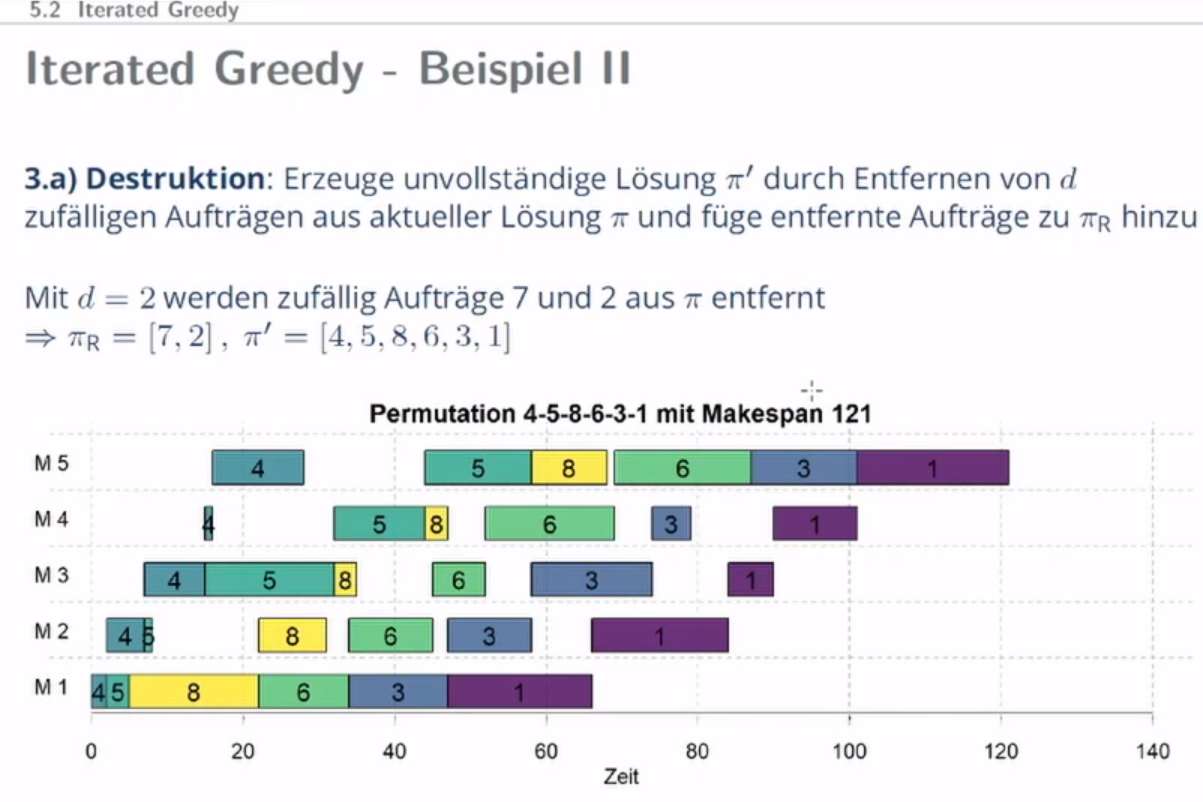 5.2 Iterated Greedy
Iterated Greedy - Beispiel II
3.a) Destruktion: Erzeuge unvollständige Lösung π′ durch Entfernen von d
zufälligen Aufträgen aus aktueller Lösung π und füge entfernte Aufträge zu πR hinzu
Mit d = 2 werden zufällig Aufträge 7 und 2 aus π entfernt
⇒ πR = [7, 2] , π′ = [4, 5, 8, 6, 3, 1]
Permutation 4-5-8-6-3-1 mit Makespan 121
M 5 4 5 8 6 3 1
M 4 4 5 8 6 3 1
M 3 4 5 8 6 3 1
M 2 4 5 8 6 3 1
M 1 4 5 8 6 3 1
0 20 40 60 80 100 120 140
Zeit